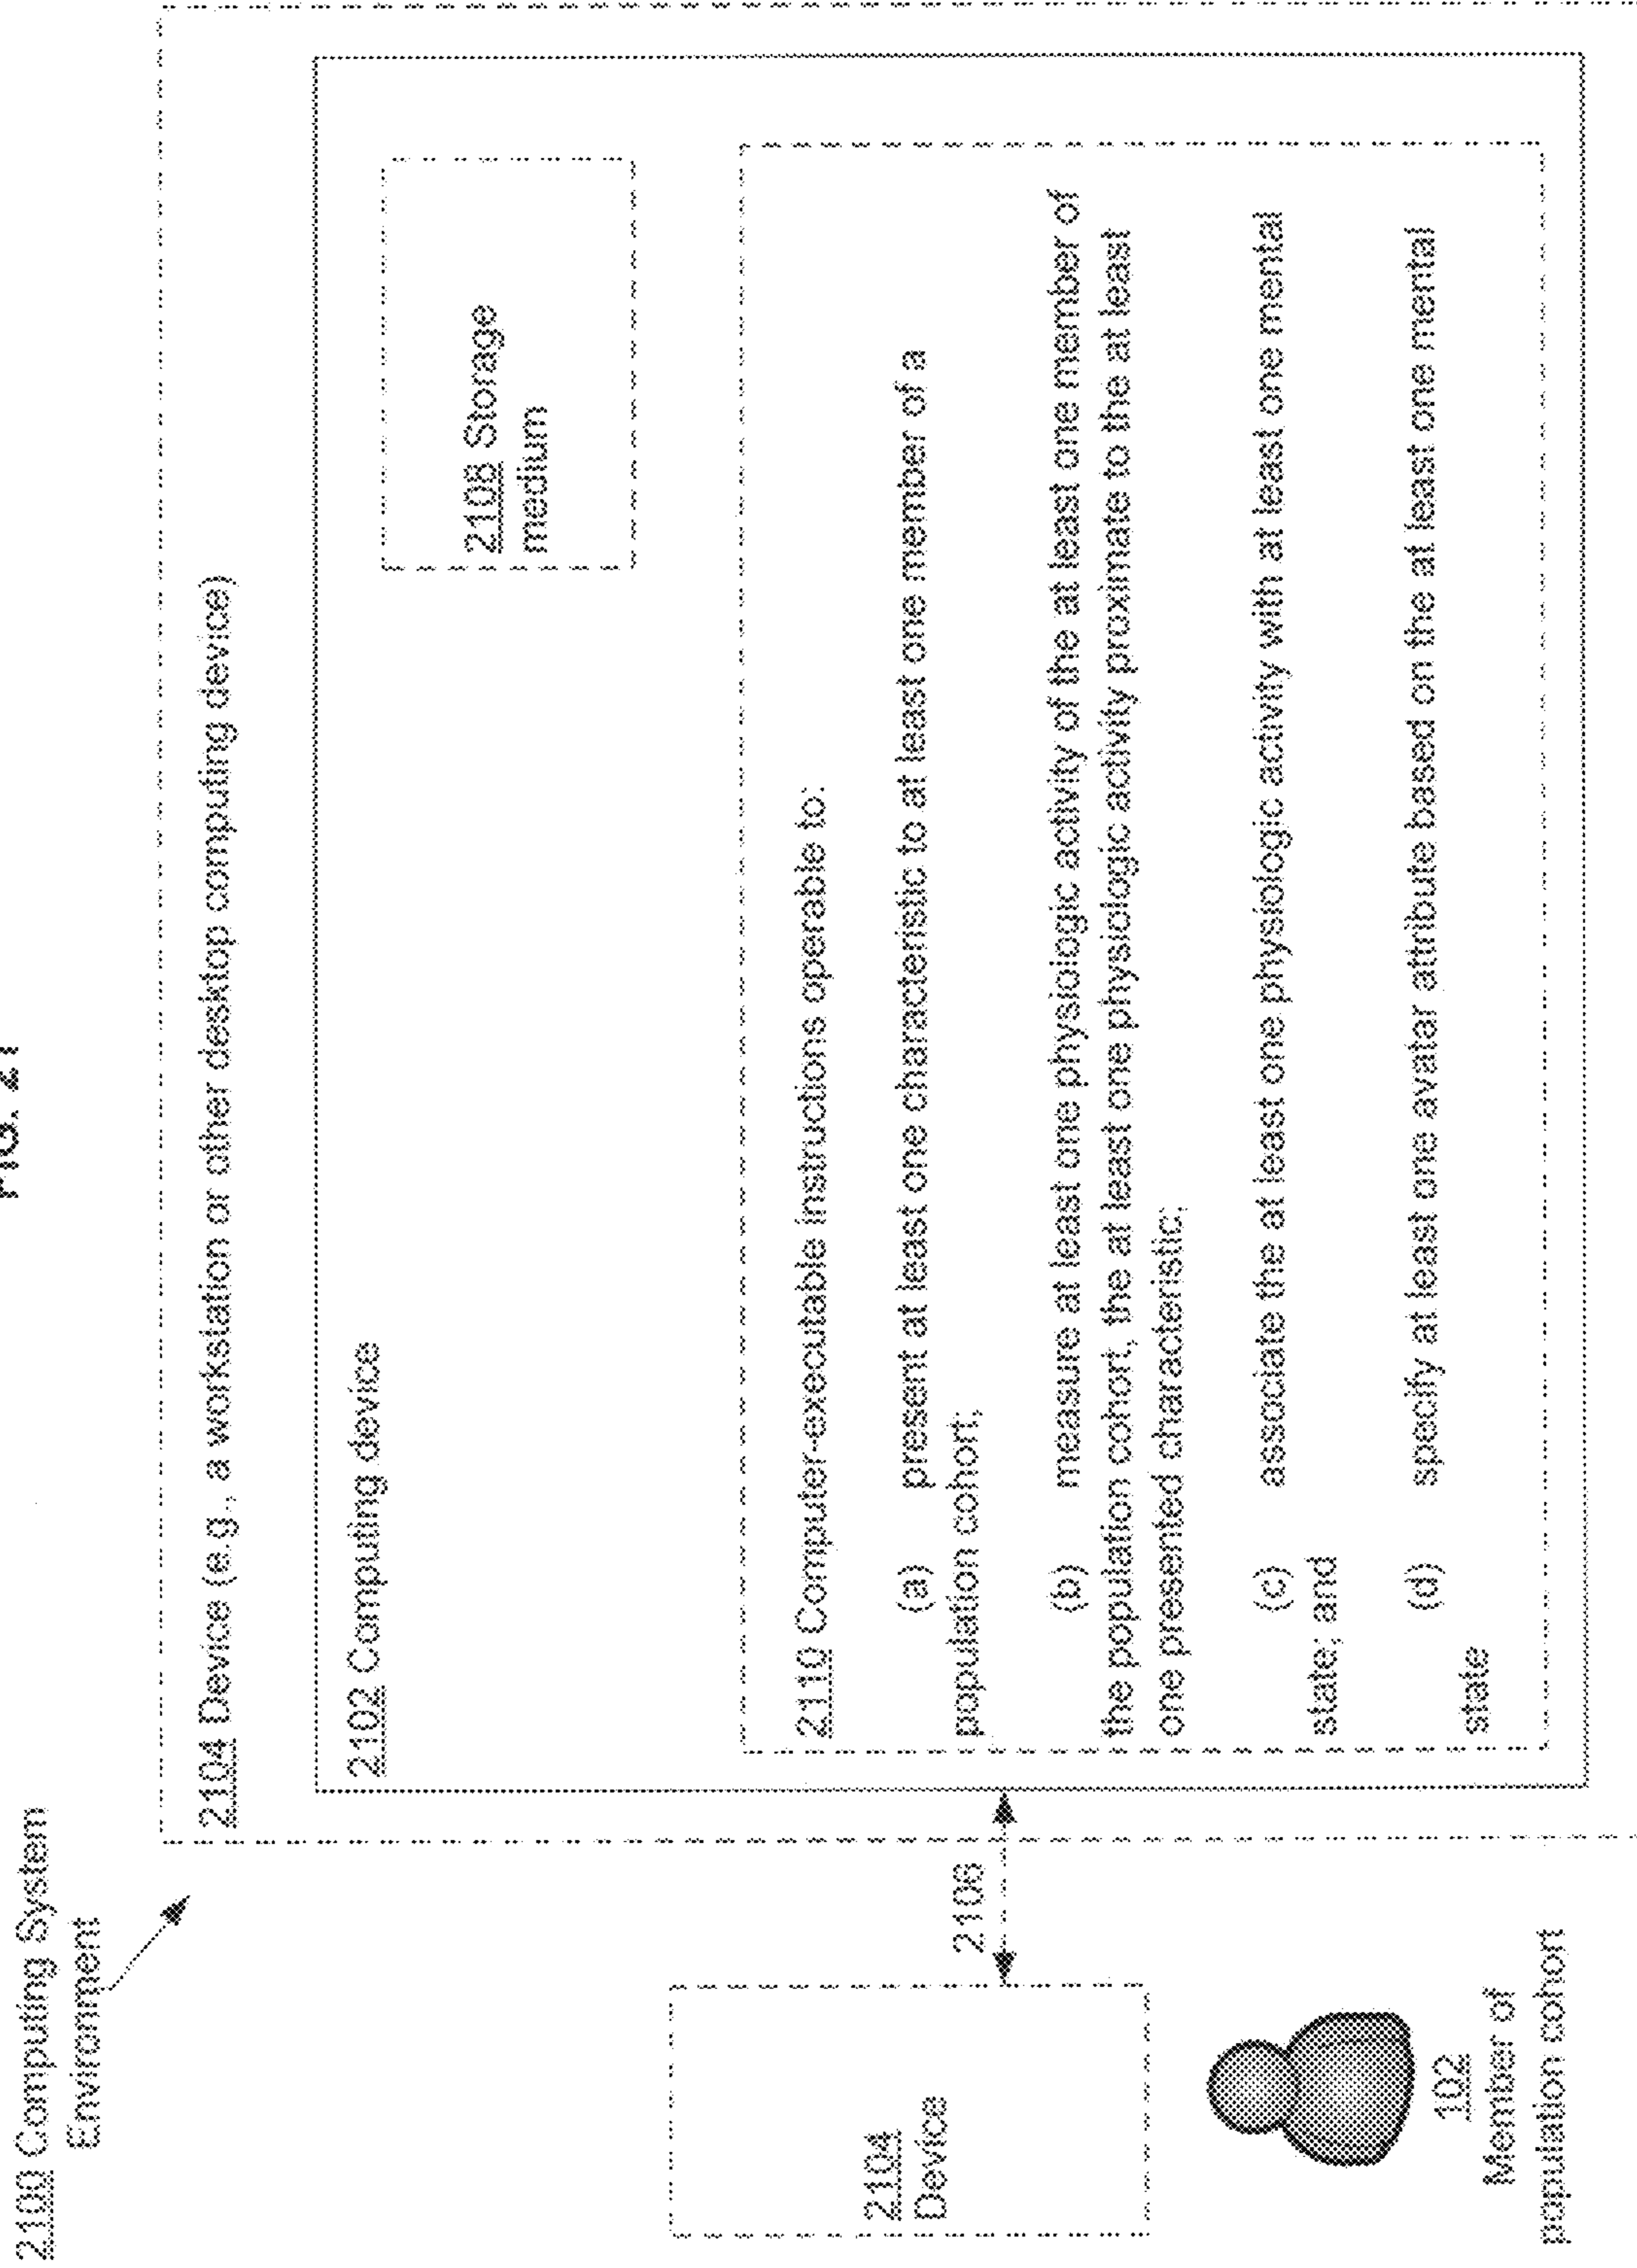 FIG. 21
2100 Computing System
Environment
2104 Device (e.g., a workstation or other desktop computing device)
2102 Computing device
2108 Storage
medium
2110 Computer-executable instructions operable to:
(a) present at least one characteristic to at least one member of a
population cohort;
(b) measure at least one physiologic activity of the at least one member of
the population cohort, the at least one physiologic activity proximate to the at least
one presented characteristic;
(c) associate the at least one physiologic activity with at least one mental
state; and
(d) specify at least one avatar attribute based on the at least one mental
state
2106
2104
Device
102
Member of
population cohort